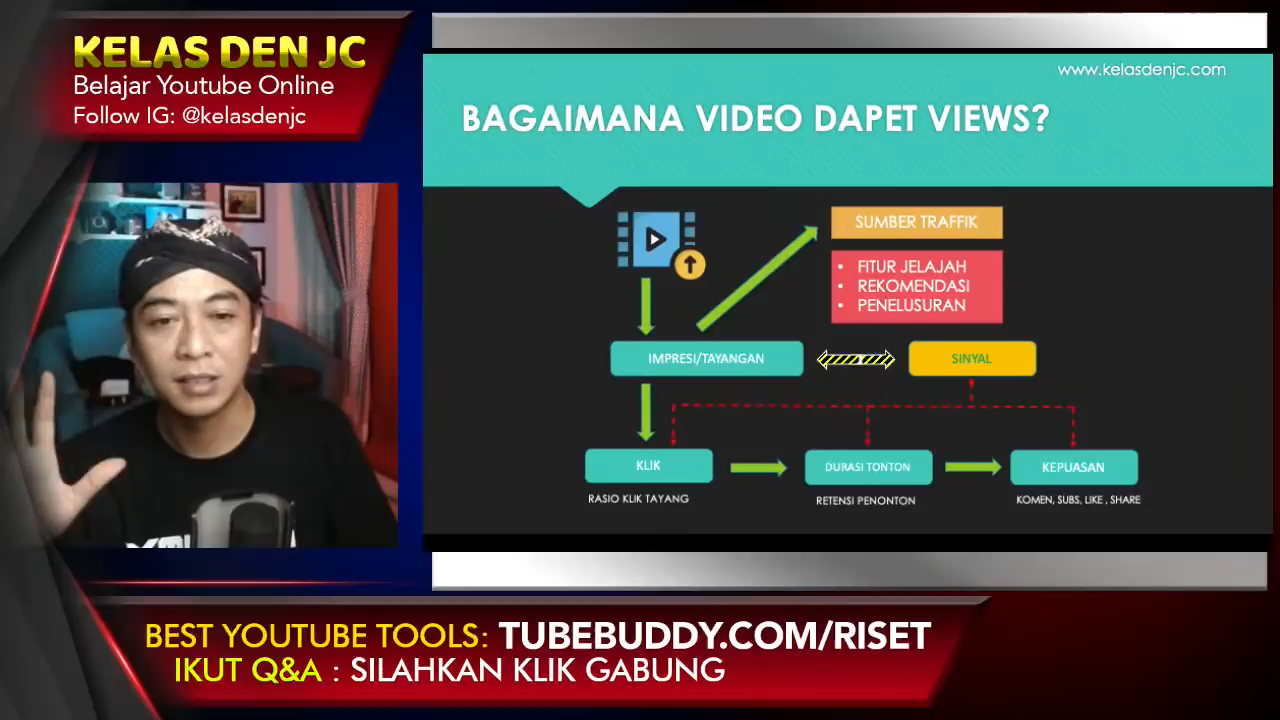 KELAS DEN JC
Belajar Youtube Online
Follow IG: @kelasdenjc
www.kelasdenjc.com
BAGAIMANA VIDEO DAPET VIEWS?
SUMBER TRAFFIK
• FITUR JELAJAH
• REKOMENDASI
• PENELUSURAN
IMPRESI/TAYANGAN
SINYAL
KLIK
DURASI TONTON
KEPUASAN
RASIO KLIK TAYANG
RETENSI PENONTON
KOMEN, SUBS, LIKE , SHARE
BEST YOUTUBE TOOLS: TUBEBUDDY.COM/RISET
IKUT Q&A : SILAHKAN KLIK GABUNG